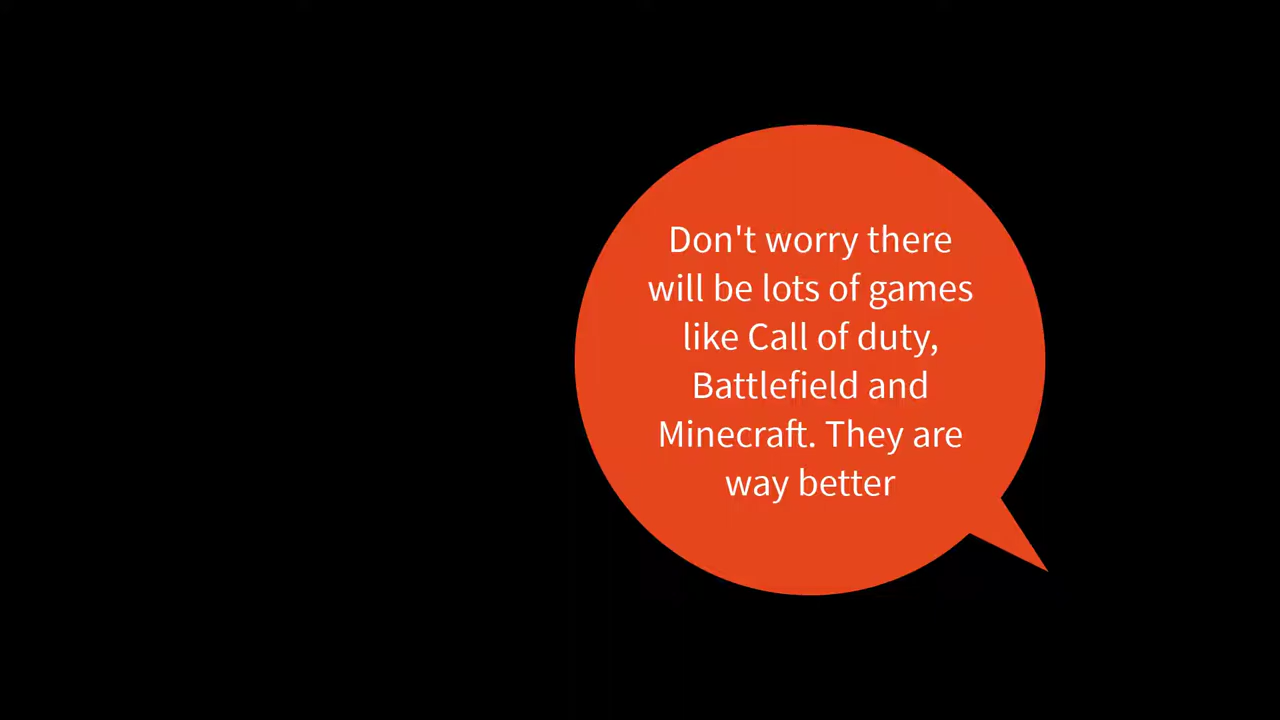 Don't worry there
will be lots of games
like Call of duty,
Battlefield and
Minecraft. They are
way better